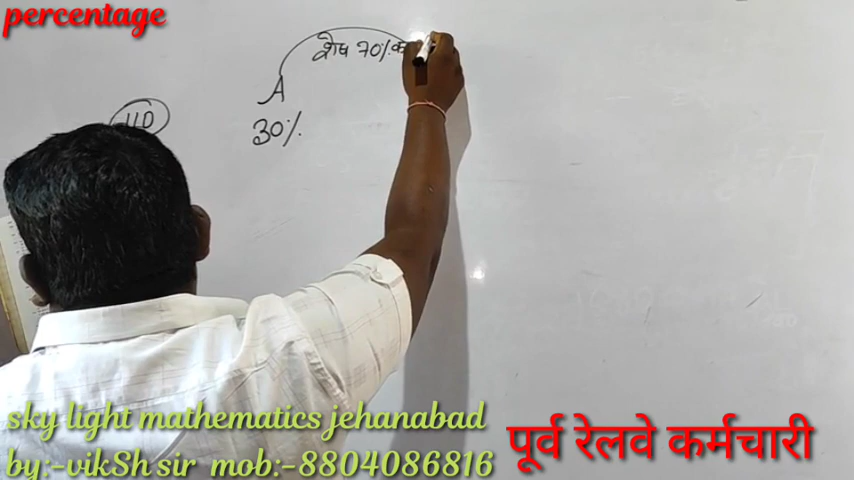 percentage
शेष 70% क
A
30%
110
sky light mathematics jehanabad
by:-vikSh sir mob:-8804086816
पूर्व रेलवे कर्मचारी